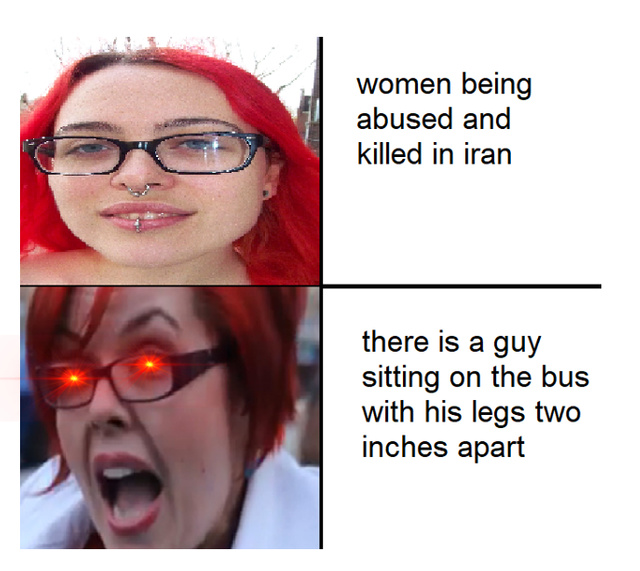 women being
abused and
killed in iran
there is a guy
sitting on the bus
with his legs two
inches apart